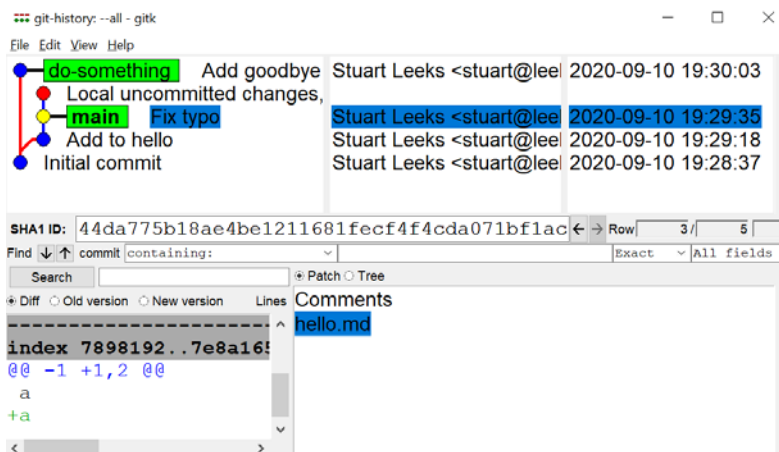 git-history: --all - gitk
File Edit View Help
do-something Add goodbye Stuart Leeks <stuart@leel 2020-09-10 19:30:03
Local uncommitted changes,
main Fix typo Stuart Leeks <stuart@leel 2020-09-10 19:29:35
Add to hello Stuart Leeks <stuart@leel 2020-09-10 19:29:18
Initial commit Stuart Leeks <stuart@leel 2020-09-10 19:28:37
SHA1 ID: 44da775b18ae4be1211681fecf4f4cda071bf1ac ← → Row 3 / 5
Find ↓ ↑ commit containing: Exact All fields
Search Patch Tree
Diff Old version New version Lines Comments
hello.md
index 7898192..7e8a165
@@ -1 +1,2 @@
a
+a